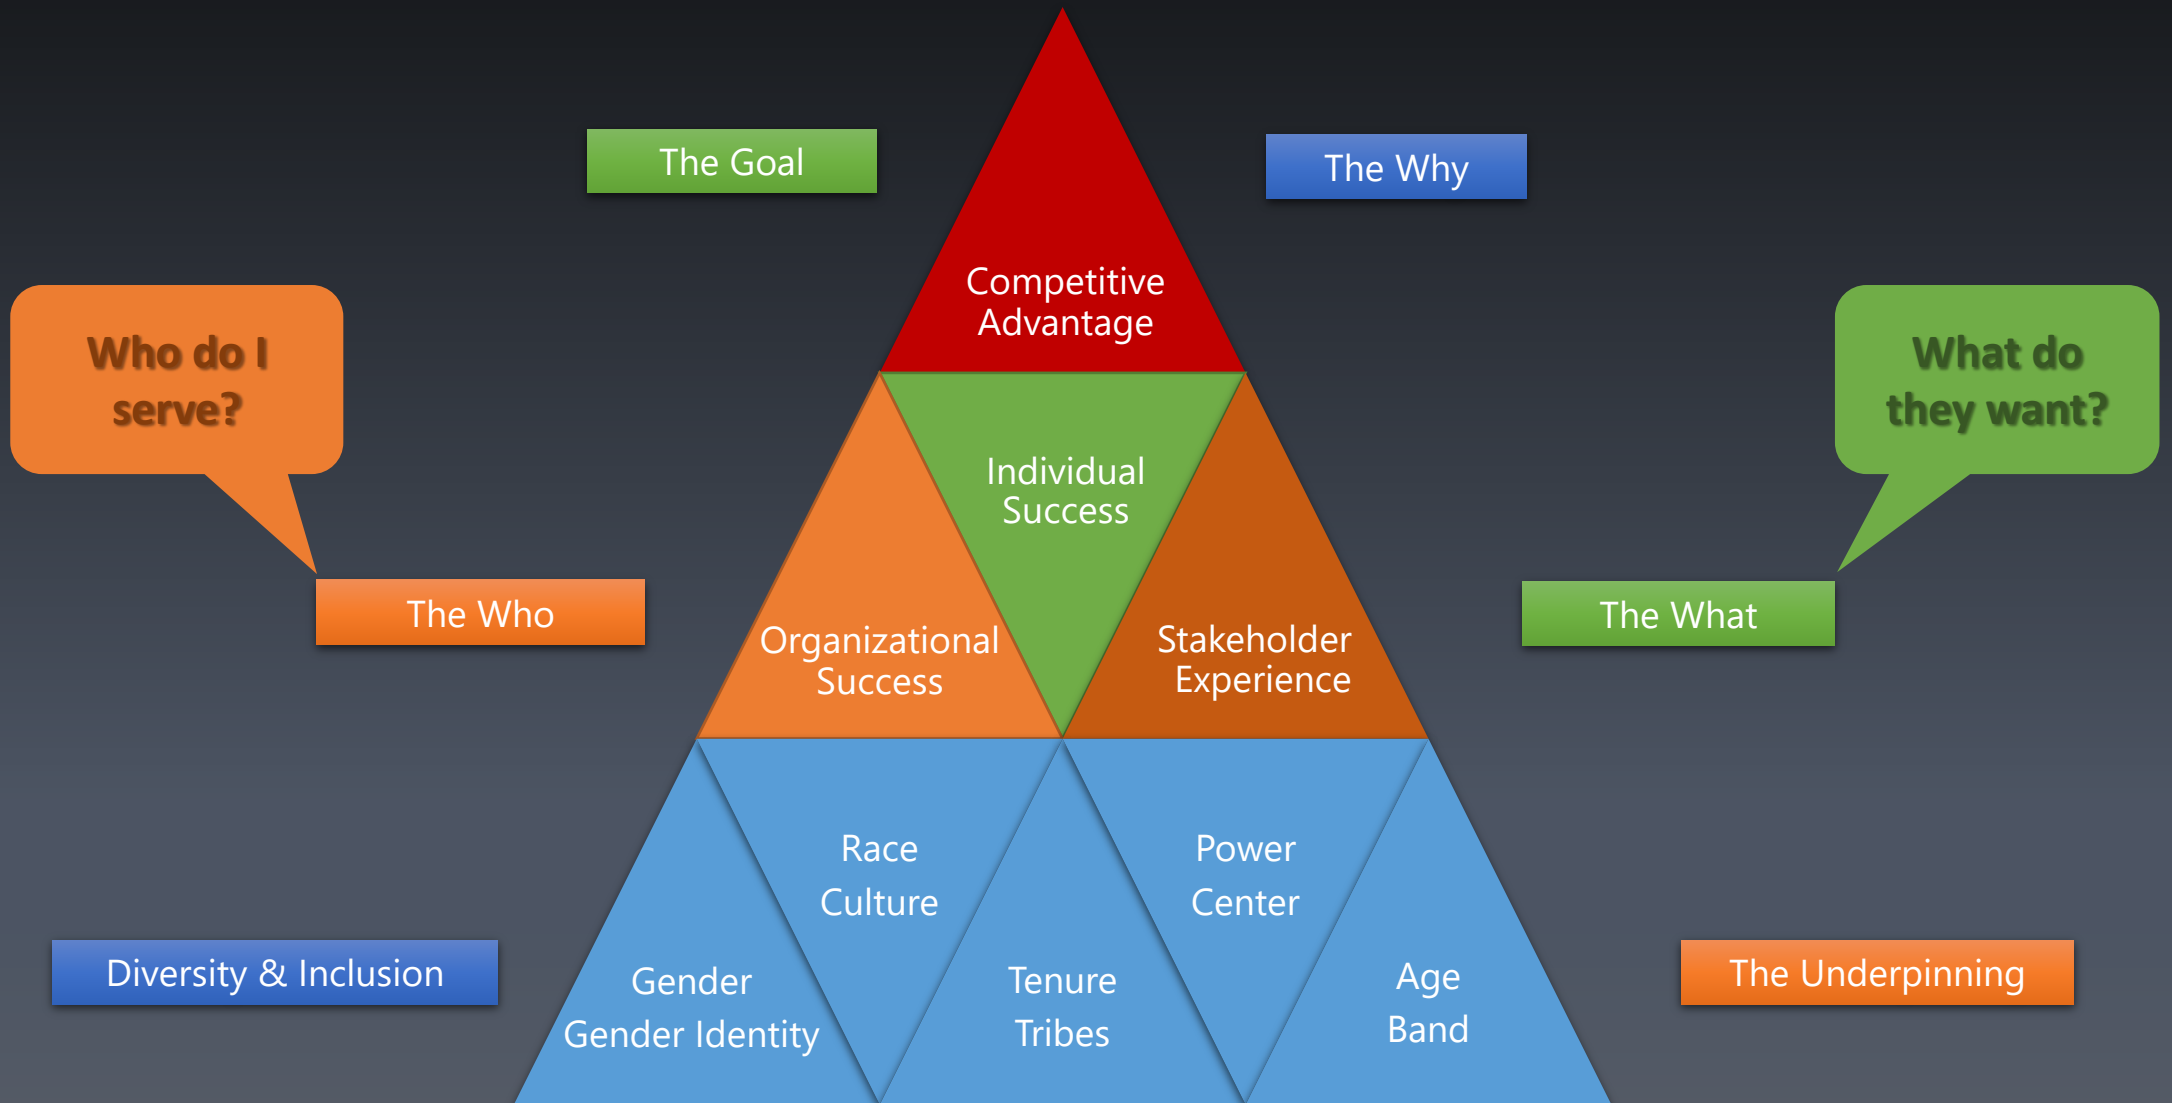 The Goal
The Why
Competitive
Advantage
Who do I
serve?
What do
they want?
Individual
Success
The Who
The What
Organizational
Success
Stakeholder
Experience
Race
Culture
Power
Center
Diversity & Inclusion
Gender
Gender Identity
Tenure
Tribes
Age
Band
The Underpinning